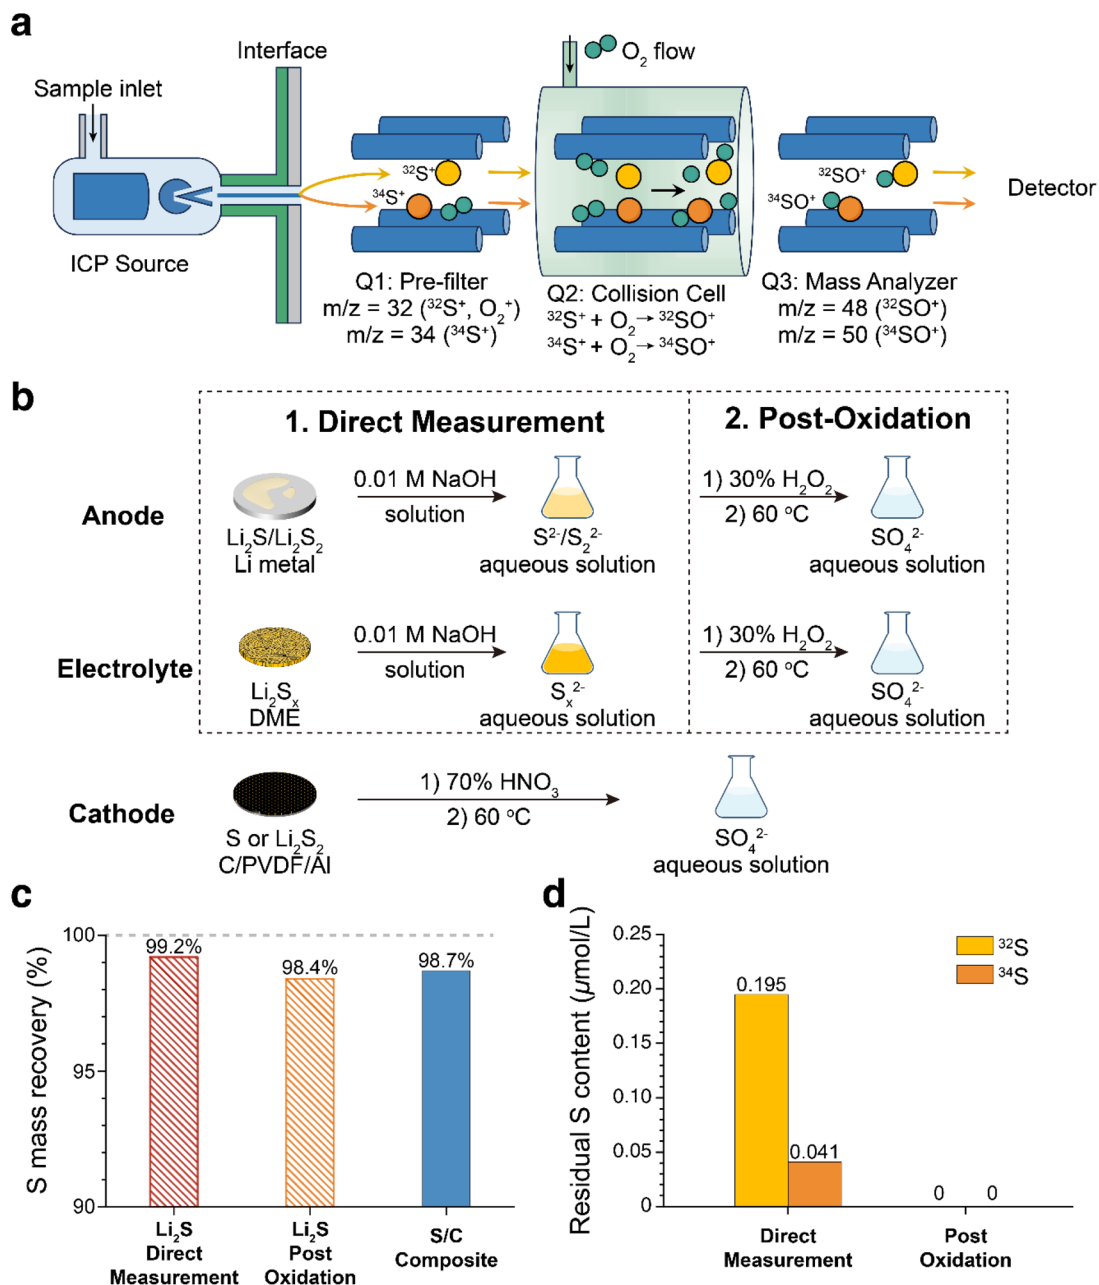 a
Interface
Sample inlet
O₂ flow
³²S⁺
³⁴S⁺
³²SO⁺
³⁴SO⁺
Detector
ICP Source
Q1: Pre-filter
m/z = 32 (³²S⁺, O₂⁺)
m/z = 34 (³⁴S⁺)
Q2: Collision Cell
³²S⁺ + O₂ → ³²SO⁺
³⁴S⁺ + O₂ → ³⁴SO⁺
Q3: Mass Analyzer
m/z = 48 (³²SO⁺)
m/z = 50 (³⁴SO⁺)
b
1. Direct Measurement
2. Post-Oxidation
Anode
Li₂S/Li₂S₂
Li metal
0.01 M NaOH
solution
S²⁻/S₂²⁻
aqueous solution
1) 30% H₂O₂
2) 60 °C
SO₄²⁻
aqueous solution
Electrolyte
Li₂Sₓ
DME
0.01 M NaOH
solution
Sₓ²⁻
aqueous solution
1) 30% H₂O₂
2) 60 °C
SO₄²⁻
aqueous solution
Cathode
S or Li₂S₂
C/PVDF/Al
1) 70% HNO₃
2) 60 °C
SO₄²⁻
aqueous solution
c
S mass recovery (%)
100
95
90
99.2%
98.4%
98.7%
Li₂S
Direct
Measurement
Li₂S
Post
Oxidation
S/C
Composite
d
Residual S content (µmol/L)
0.25
0.20
0.15
0.10
0.05
0
³²S
³⁴S
0.195
0.041
0
0
Direct
Measurement
Post
Oxidation